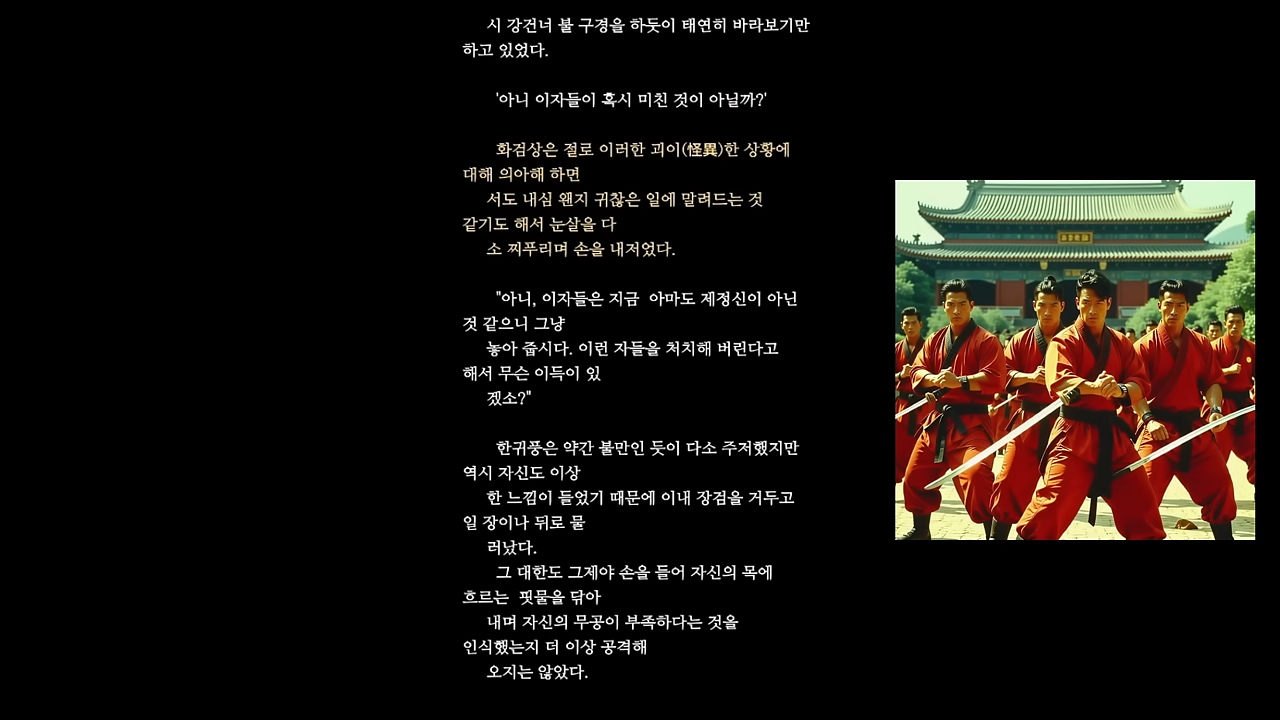 시 강건너 불 구경을 하듯이 태연히 바라보기만
하고 있었다.
'아니 이자들이 혹시 미친 것이 아닐까?'
화검상은 절로 이러한 괴이(怪異)한 상황에
대해 의아해 하면
서도 내심 왠지 귀찮은 일에 말려드는 것
같기도 해서 눈살을 다
소 찌푸리며 손을 내저었다.
"아니, 이자들은 지금  아마도 제정신이 아닌
것 같으니 그냥
놓아 줍시다. 이런 자들을 처치해 버린다고
해서 무슨 이득이 있
겠소?"
한귀풍은 약간 불만인 듯이 다소 주저했지만
역시 자신도 이상
한 느낌이 들었기 때문에 이내 장검을 거두고
일 장이나 뒤로 물
러났다.
그 대한도 그제야 손을 들어 자신의 목에
흐르는  핏물을 닦아
내며 자신의 무공이 부족하다는 것을
인식했는지 더 이상 공격해
오지는 않았다.